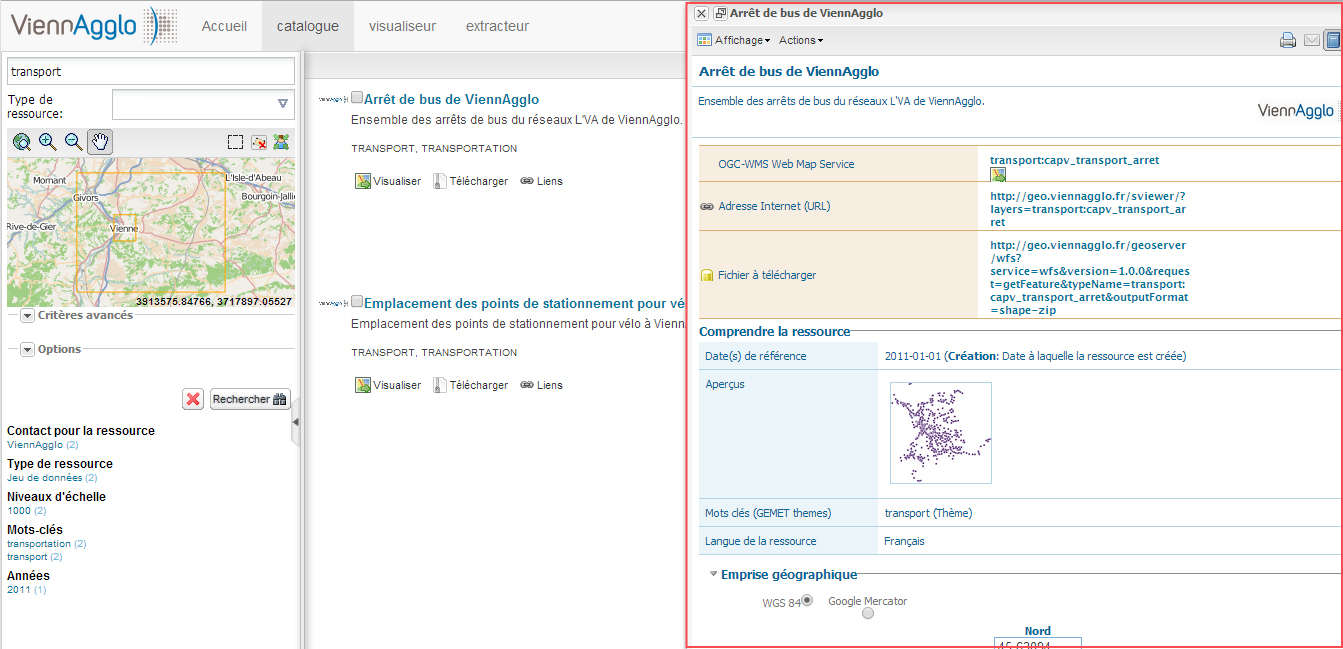 ViennAgglo
Accueil
catalogue
visualiseur
extracteur
transport
Type de
ressource:
Mornant
L'Isle-d'Abeau
Givors
Bourgoin-Jalli
Rive-de-Gier
Vienne
3913575.84766, 3717897.05527
Critères avancés
Options
Rechercher
Contact pour la ressource
ViennAgglo (2)
Type de ressource
Jeu de données (2)
Niveaux d'échelle
1000 (2)
Mots-clés
transportation (2)
transport (2)
Années
2011 (1)
Arrêt de bus de ViennAgglo
Ensemble des arrêts de bus du réseaux L'VA de ViennAgglo.
TRANSPORT, TRANSPORTATION
Visualiser Télécharger Liens
Emplacement des points de stationnement pour vé
Emplacement des points de stationnement pour vélo à Vienn
TRANSPORT, TRANSPORTATION
Visualiser Télécharger Liens
Arrêt de bus de ViennAgglo
Affichage Actions
Arrêt de bus de ViennAgglo
Ensemble des arrêts de bus du réseaux L'VA de ViennAgglo.
ViennAgglo
OGC-WMS Web Map Service
transport:capv_transport_arret
Adresse Internet (URL)
http://geo.viennagglo.fr/sviewer/?
layers=transport:capv_transport_ar
ret
Fichier à télécharger
http://geo.viennagglo.fr/geoserver
/wfs?
service=wfs&version=1.0.0&reques
t=getFeature&typeName=transport:
capv_transport_arret&outputFormat
=shape-zip
Comprendre la ressource
Date(s) de référence
2011-01-01 (Création: Date à laquelle la ressource est créée)
Aperçus
Mots clés (GEMET themes)
transport (Thème)
Langue de la ressource
Français
Emprise géographique
WGS 84
Google Mercator
Nord
45.63094